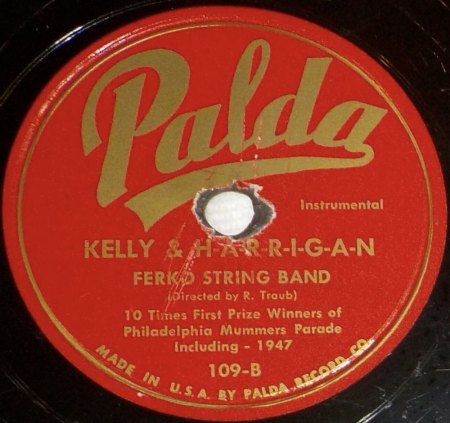 Palda
Instrumental
KELLY & H-A-R-R-I-G-A-N
FERKO STRING BAND
(Directed by R. Traub)
10 Times First Prize Winners of
Philadelphia Mummers Parade
Including - 1947
109-B
MADE IN U.S.A. BY PALDA RECORD CO.